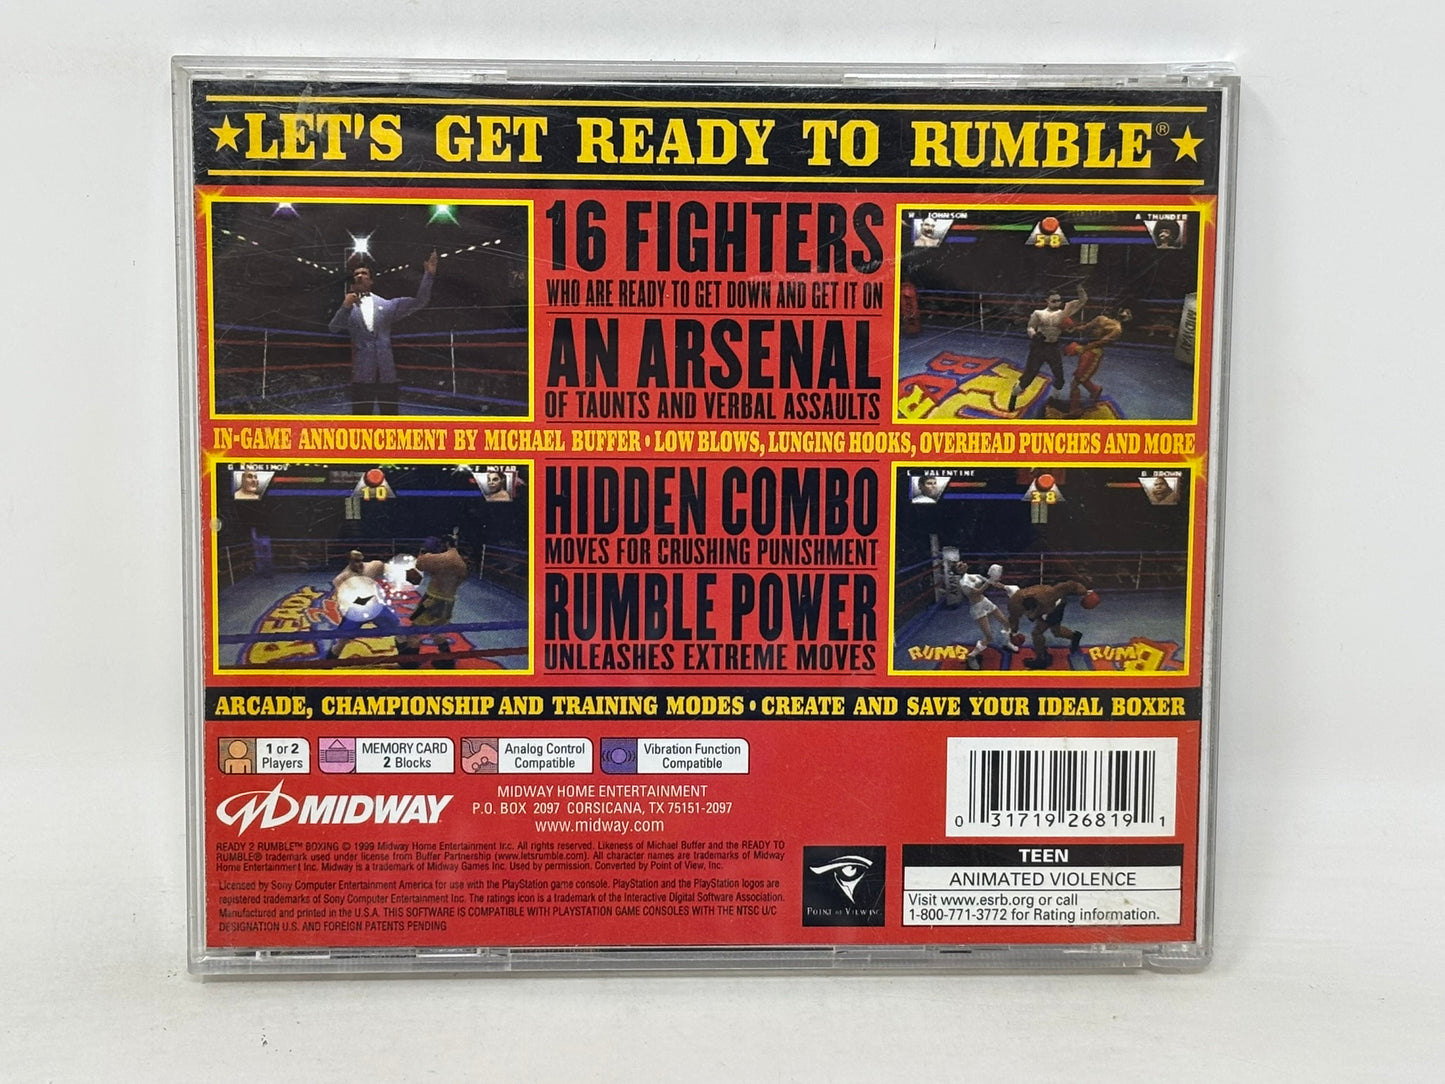 ★LET'S GET READY TO RUMBLE®★
16 FIGHTERS
WHO ARE READY TO GET DOWN AND GET IT ON
AN ARSENAL
OF TAUNTS AND VERBAL ASSAULTS
JOHNSON
A THUNDER
58
IN-GAME ANNOUNCEMENT BY MICHAEL BUFFER • LOW BLOWS, LUNGING HOOKS, OVERHEAD PUNCHES AND MORE
10
HIDDEN COMBO
MOVES FOR CRUSHING PUNISHMENT
RUMBLE POWER
UNLEASHES EXTREME MOVES
VALENTINE
B BROWN
38
READY
RUMB
RUMB
ARCADE, CHAMPIONSHIP AND TRAINING MODES • CREATE AND SAVE YOUR IDEAL BOXER
1 or 2
Players
MEMORY CARD
2 Blocks
Analog Control
Compatible
Vibration Function
Compatible
MIDWAY
MIDWAY HOME ENTERTAINMENT
P.O. BOX 2097 CORSICANA, TX 75151-2097
www.midway.com
READY 2 RUMBLE™ BOXING © 1999 Midway Home Entertainment Inc. All rights reserved. Likeness of Michael Buffer and the READY TO
RUMBLE® trademark used under license from Buffer Partnership (www.letsrumble.com). All character names are trademarks of Midway
Home Entertainment Inc. Midway is a trademark of Midway Games Inc. Used by permission. Converted by Point of View, Inc.
Licensed by Sony Computer Entertainment America for use with the PlayStation game console. PlayStation and the PlayStation logos are
registered trademarks of Sony Computer Entertainment Inc. The ratings icon is a trademark of the Interactive Digital Software Association.
Manufactured and printed in the U.S.A. THIS SOFTWARE IS COMPATIBLE WITH PLAYSTATION GAME CONSOLES WITH THE NTSC U/C
DESIGNATION U.S. AND FOREIGN PATENTS PENDING
POINT OF VIEW INC.
0 31719 26819 1
TEEN
ANIMATED VIOLENCE
Visit www.esrb.org or call
1-800-771-3772 for Rating information.